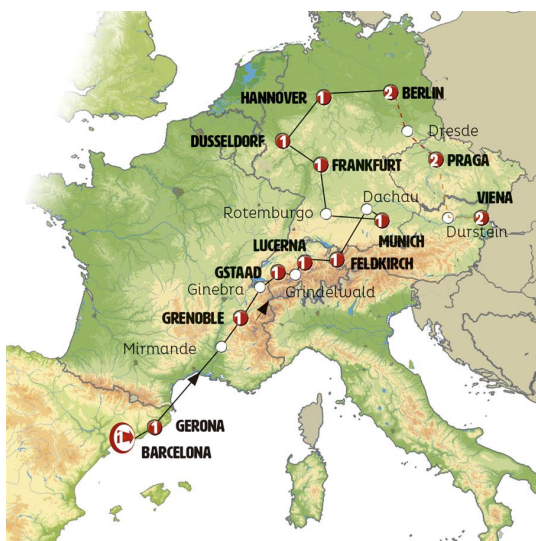 HANNOVER
1
2
BERLIN
DUSSELDORF
1
Dresde
1
FRANKFURT
2
PRAGA
Dachau
VIENA
Rotemburgo
1
2
MUNICH
Durstein
LUCERNA
GSTAAD
1
1
1
FELDKIRCH
Ginebra
Grindelwald
GRENOBLE
1
Mirmande
1
GERONA
i
BARCELONA